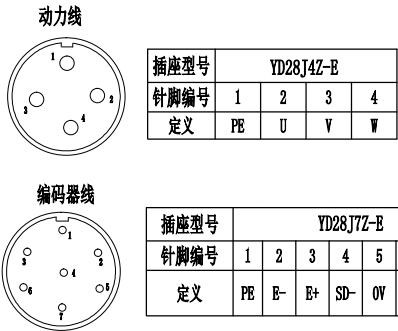 动力线
1
2
3
4
插座型号 YD28J4Z-E
针脚编号 1 2 3 4
定义 PE U V W
编码器线
1
2
3
4
5
6
7
插座型号 YD28J7Z-E
针脚编号 1 2 3 4 5
定义 PE E- E+ SD- 0V